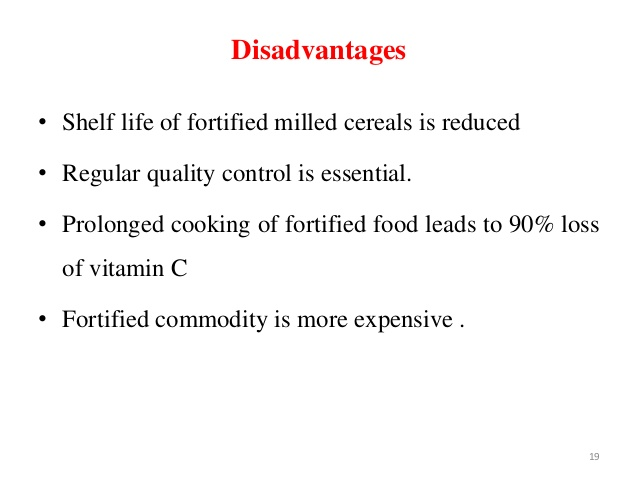 Disadvantages
• Shelf life of fortified milled cereals is reduced
• Regular quality control is essential.
• Prolonged cooking of fortified food leads to 90% loss
of vitamin C
• Fortified commodity is more expensive .
19